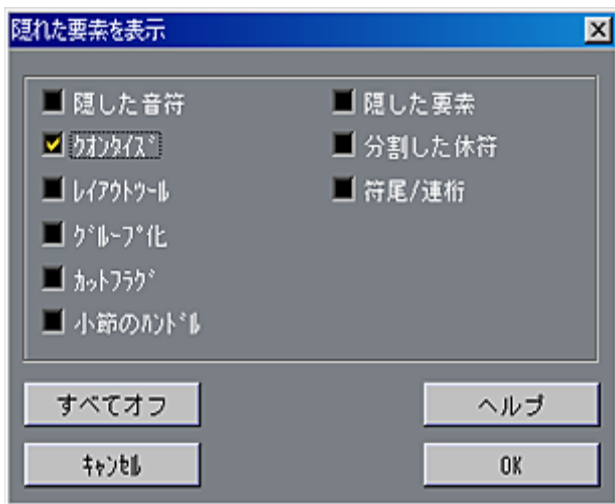 隠れた要素を表示
隠した音符
ｸｵﾝﾀｲｽﾞ
ﾚｲｱｳﾄﾂｰﾙ
ｸﾞﾙｰﾌﾟ化
ｶｯﾄﾌﾗｸﾞ
小節のﾊﾝﾄﾞﾙ
隠した要素
分割した休符
符尾/連桁
すべてオフ
ヘルプ
ｷｬﾝｾﾙ
OK